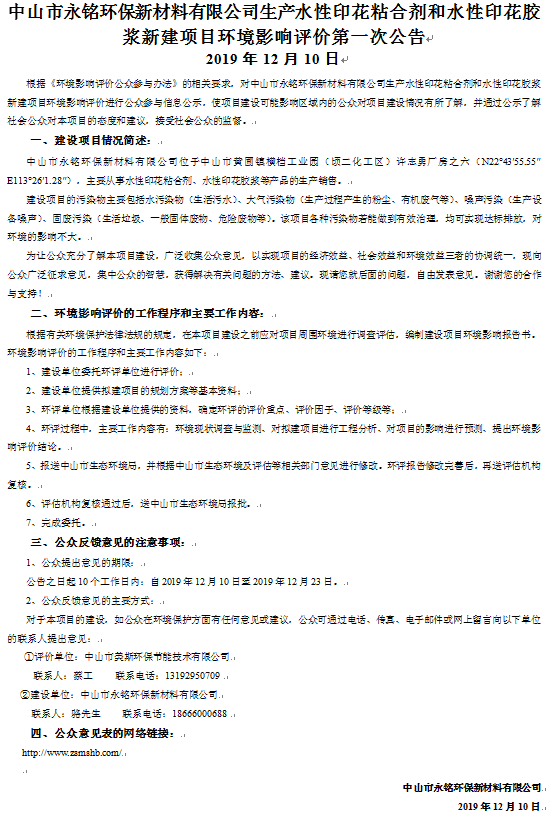 中山市永铭环保新材料有限公司生产水性印花粘合剂和水性印花胶
浆新建项目环境影响评价第一次公告
2019 年 12 月 10 日
根据《环境影响评价公众参与办法》的相关要求，对中山市永铭环保新材料有限公司生产水性印花粘合剂和水性印花胶浆
新建项目环境影响评价进行公众参与信息公示，使项目建设可能影响区域内的公众对项目建设情况有所了解，并通过公示了解
社会公众对本项目的态度和建议，接受社会公众的监督。
一、建设项目情况简述：
中山市永铭环保新材料有限公司位于中山市黄圃镇横档工业园（顷二化工区）许志勇厂房之六（N22°43'55.55"
E113°26'1.28"），主要从事水性印花粘合剂、水性印花胶浆等产品的生产销售。
建设项目的污染物主要包括水污染物（生活污水）、大气污染物（生产过程产生的粉尘、有机废气等）、噪声污染（生产设
备噪声）、固废污染（生活垃圾、一般固体废物、危险废物等）。该项目各种污染物若能做到有效治理，均可实现达标排放，对
环境的影响不大。
为让公众充分了解本项目建设，广泛收集公众意见，以实现项目的经济效益、社会效益和环境效益三者的协调统一，现向
公众广泛征求意见，集中公众的智慧，获得解决有关问题的方法、建议。现请您就后面的问题，自由发表意见。谢谢您的合作
与支持！
二、环境影响评价的工作程序和主要工作内容：
根据有关环境保护法律法规的规定，在本项目建设之前应对项目周围环境进行调查评估，编制建设项目环境影响报告书。
环境影响评价的工作程序和主要工作内容如下：
1、建设单位委托环评单位进行评价；
2、建设单位提供拟建项目的规划方案等基本资料；
3、环评单位根据建设单位提供的资料，确定环评的评价重点、评价因子、评价等级等；
4、环评过程中，主要工作内容有：环境现状调查与监测、对拟建项目进行工程分析、对项目的影响进行预测、提出环境影
响评价结论。
5、报送中山市生态环境局，并根据中山市生态环境及评估等相关部门意见进行修改。环评报告修改完善后，再送评估机构
复核。
6、评估机构复核通过后，送中山市生态环境局报批。
7、完成委托。
三、公众反馈意见的注意事项：
1、公众提出意见的期限：
公告之日起 10 个工作日内：自 2019 年 12 月 10 日至 2019 年 12 月 23 日。
2、公众反馈意见的主要方式：
对于本项目的建设，如公众在环境保护方面有任何意见或建议，公众可通过电话、传真、电子邮件或网上留言向以下单位
的联系人提出意见：
①评价单位：中山市美斯环保节能技术有限公司
联系人：蔡工 联系电话：13192950709
②建设单位：中山市永铭环保新材料有限公司
联系人：骆先生 联系电话：18666000688
四、公众意见表的网络链接：
http://www.zsmshb.com/
中山市永铭环保新材料有限公司
2019 年 12 月 10 日